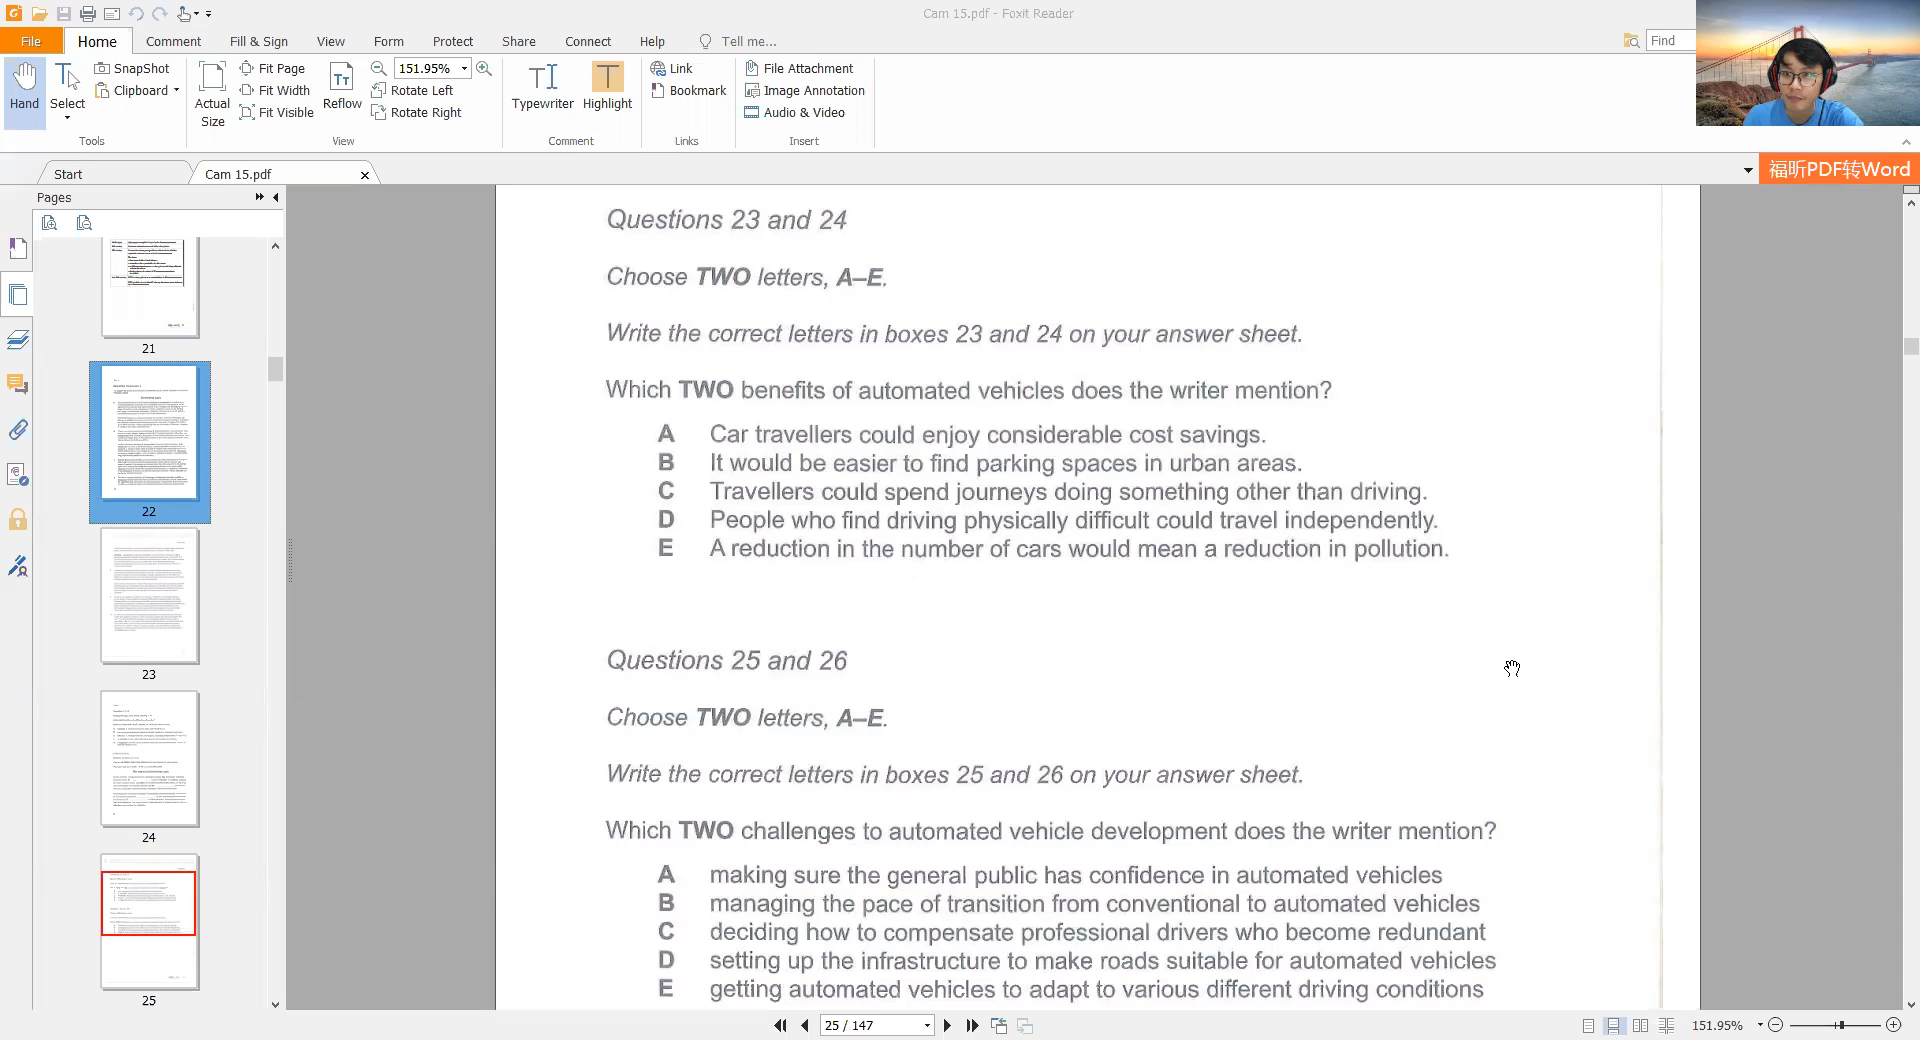 Cam 15.pdf - Foxit Reader
File
Home
Comment
Fill & Sign
View
Form
Protect
Share
Connect
Help
Tell me...
Find
Hand
Select
SnapShot
Clipboard
Tools
Actual Size
Fit Page
Fit Width
Fit Visible
Reflow
151.95%
Rotate Left
Rotate Right
View
Typewriter
Highlight
Comment
Link
Bookmark
Links
File Attachment
Image Annotation
Audio & Video
Insert
Start
Cam 15.pdf
福昕PDF转Word
Pages
21
22
23
24
25
Questions 23 and 24
Choose TWO letters, A–E.
Write the correct letters in boxes 23 and 24 on your answer sheet.
Which TWO benefits of automated vehicles does the writer mention?
A Car travellers could enjoy considerable cost savings.
B It would be easier to find parking spaces in urban areas.
C Travellers could spend journeys doing something other than driving.
D People who find driving physically difficult could travel independently.
E A reduction in the number of cars would mean a reduction in pollution.
Questions 25 and 26
Choose TWO letters, A–E.
Write the correct letters in boxes 25 and 26 on your answer sheet.
Which TWO challenges to automated vehicle development does the writer mention?
A making sure the general public has confidence in automated vehicles
B managing the pace of transition from conventional to automated vehicles
C deciding how to compensate professional drivers who become redundant
D setting up the infrastructure to make roads suitable for automated vehicles
E getting automated vehicles to adapt to various different driving conditions
25 / 147
151.95%